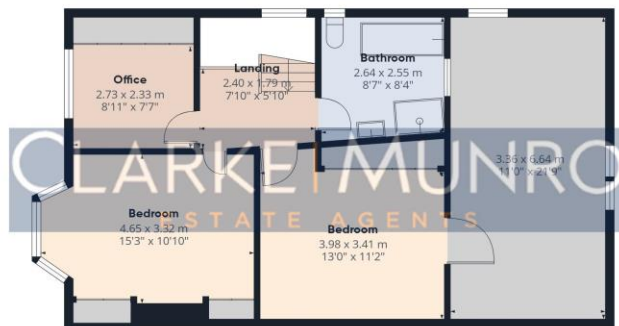 Office
2.73 x 2.33 m
8'11" x 7'7"
Landing
2.40 x 1.79 m
7'10" x 5'10"
Bathroom
2.64 x 2.55 m
8'7" x 8'4"
3.36 x 6.64 m
11'0" x 21'9"
CLARKE MUNRO
ESTATE AGENTS
Bedroom
4.65 x 3.32 m
15'3" x 10'10"
Bedroom
3.98 x 3.41 m
13'0" x 11'2"